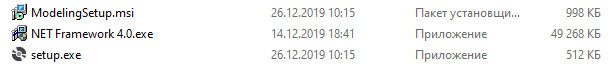 ModelingSetup.msi 26.12.2019 10:15 Пакет установщи... 998 КБ
NET Framework 4.0.exe 14.12.2019 18:41 Приложение 49 268 КБ
setup.exe 26.12.2019 10:15 Приложение 512 КБ